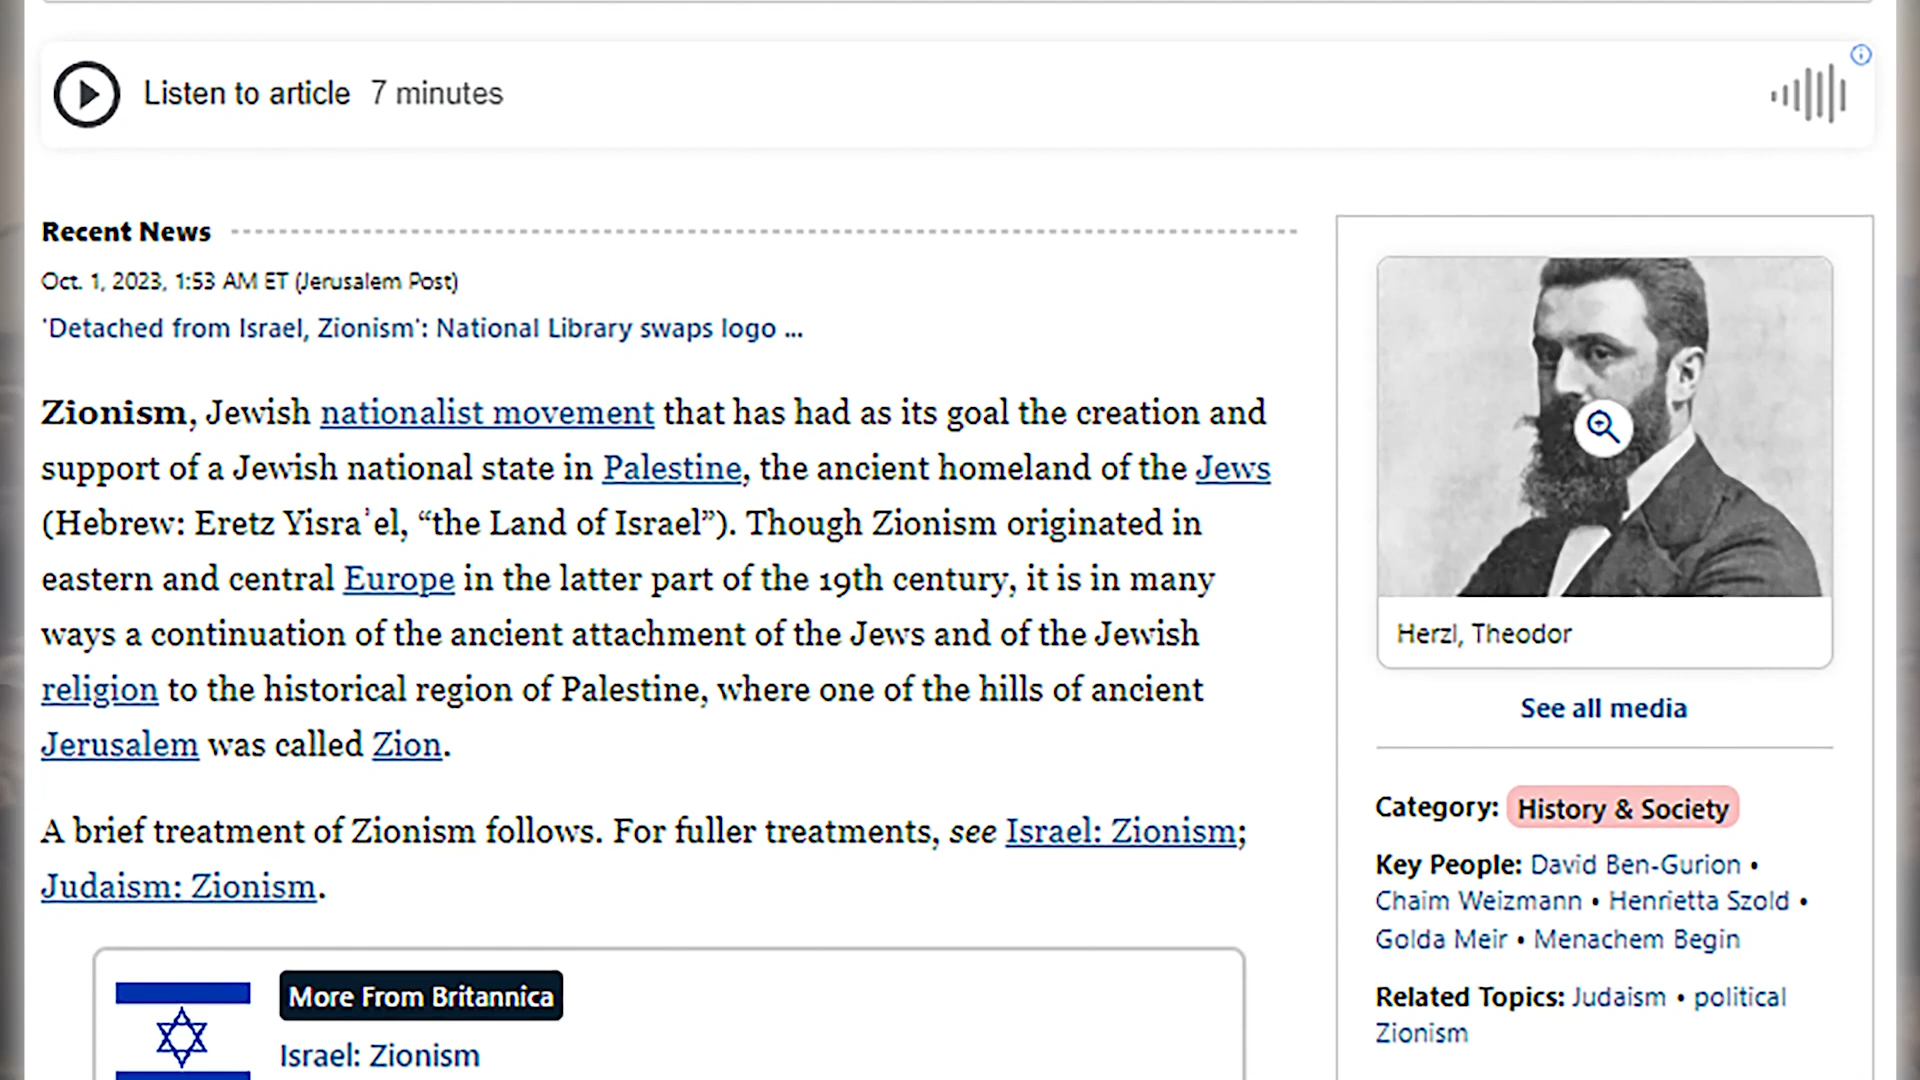 Listen to article 7 minutes
Recent News
Oct. 1, 2023, 1:53 AM ET (Jerusalem Post)
'Detached from Israel, Zionism': National Library swaps logo ...
Zionism, Jewish nationalist movement that has had as its goal the creation and
support of a Jewish national state in Palestine, the ancient homeland of the Jews
(Hebrew: Eretz Yisraʾel, “the Land of Israel”). Though Zionism originated in
eastern and central Europe in the latter part of the 19th century, it is in many
ways a continuation of the ancient attachment of the Jews and of the Jewish
religion to the historical region of Palestine, where one of the hills of ancient
Jerusalem was called Zion.
A brief treatment of Zionism follows. For fuller treatments, see Israel: Zionism;
Judaism: Zionism.
More From Britannica
Israel: Zionism
Herzl, Theodor
See all media
Category: History & Society
Key People: David Ben-Gurion •
Chaim Weizmann • Henrietta Szold •
Golda Meir • Menachem Begin
Related Topics: Judaism • political
Zionism